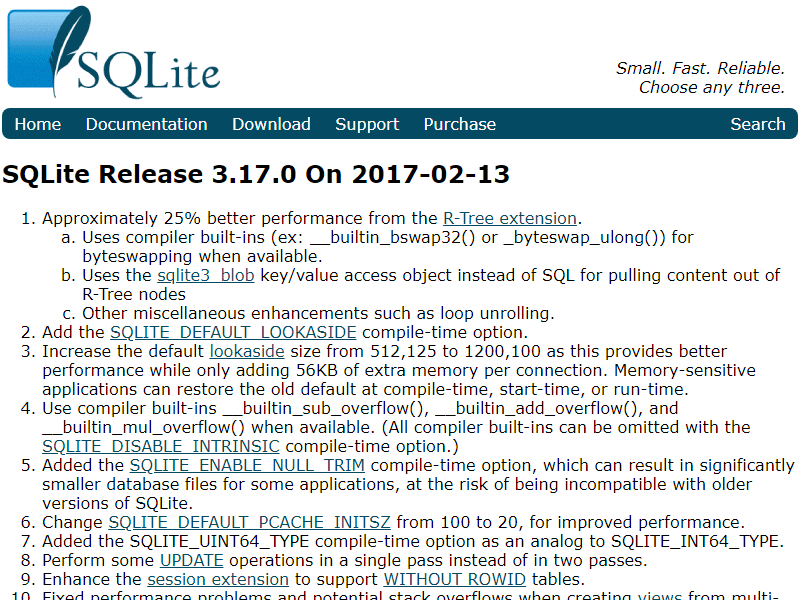 SQLite
Small. Fast. Reliable.
Choose any three.
Home Documentation Download Support Purchase Search
SQLite Release 3.17.0 On 2017-02-13
1. Approximately 25% better performance from the R-Tree extension.
a. Uses compiler built-ins (ex: __builtin_bswap32() or _byteswap_ulong()) for
byteswapping when available.
b. Uses the sqlite3_blob key/value access object instead of SQL for pulling content out of
R-Tree nodes
c. Other miscellaneous enhancements such as loop unrolling.
2. Add the SQLITE_DEFAULT_LOOKASIDE compile-time option.
3. Increase the default lookaside size from 512,125 to 1200,100 as this provides better
performance while only adding 56KB of extra memory per connection. Memory-sensitive
applications can restore the old default at compile-time, start-time, or run-time.
4. Use compiler built-ins __builtin_sub_overflow(), __builtin_add_overflow(), and
__builtin_mul_overflow() when available. (All compiler built-ins can be omitted with the
SQLITE_DISABLE_INTRINSIC compile-time option.)
5. Added the SQLITE_ENABLE_NULL_TRIM compile-time option, which can result in significantly
smaller database files for some applications, at the risk of being incompatible with older
versions of SQLite.
6. Change SQLITE_DEFAULT_PCACHE_INITSZ from 100 to 20, for improved performance.
7. Added the SQLITE_UINT64_TYPE compile-time option as an analog to SQLITE_INT64_TYPE.
8. Perform some UPDATE operations in a single pass instead of in two passes.
9. Enhance the session extension to support WITHOUT ROWID tables.
10. Fixed performance problems and potential stack overflows when creating views from multi-